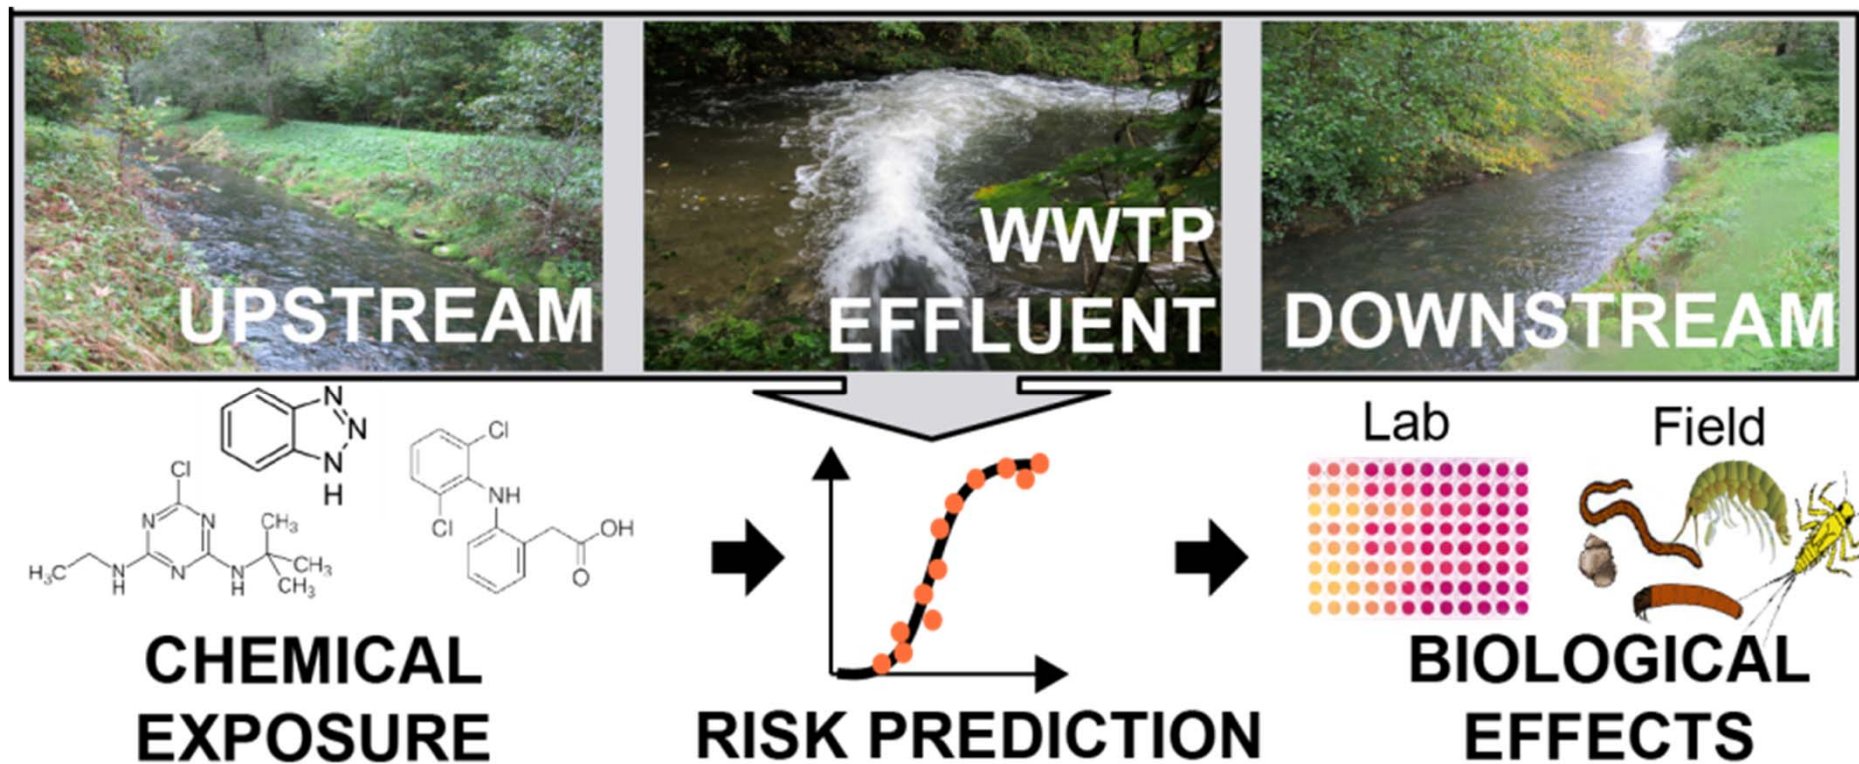 UPSTREAM
WWTP
EFFLUENT
DOWNSTREAM
N
N
N
H
Cl
N
N
N
CH₃
CH₃
CH₃
H₃C
N
H
N
H
Cl
NH
Cl
OH
O
Lab
Field
CHEMICAL
EXPOSURE
RISK PREDICTION
BIOLOGICAL
EFFECTS